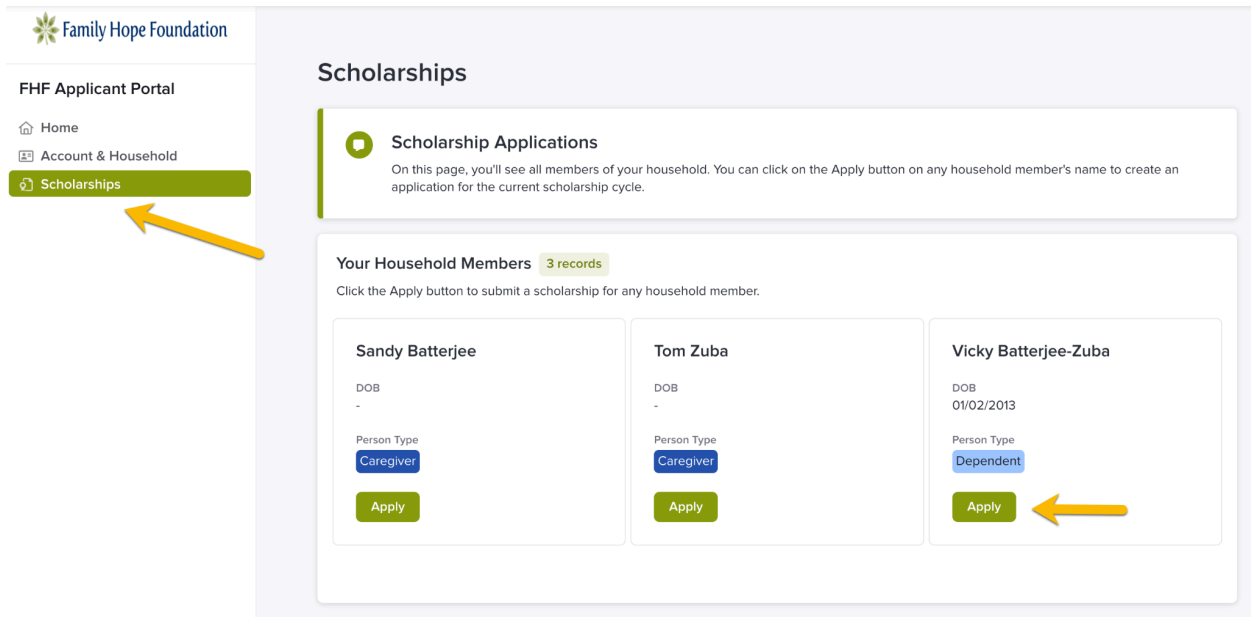 Family Hope Foundation
FHF Applicant Portal
Home
Account & Household
Scholarships
Scholarships
Scholarship Applications
On this page, you'll see all members of your household. You can click on the Apply button on any household member's name to create an
application for the current scholarship cycle.
Your Household Members 3 records
Click the Apply button to submit a scholarship for any household member.
Sandy Batterjee
DOB
-
Person Type
Caregiver
Apply
Tom Zuba
DOB
-
Person Type
Caregiver
Apply
Vicky Batterjee-Zuba
DOB
01/02/2013
Person Type
Dependent
Apply